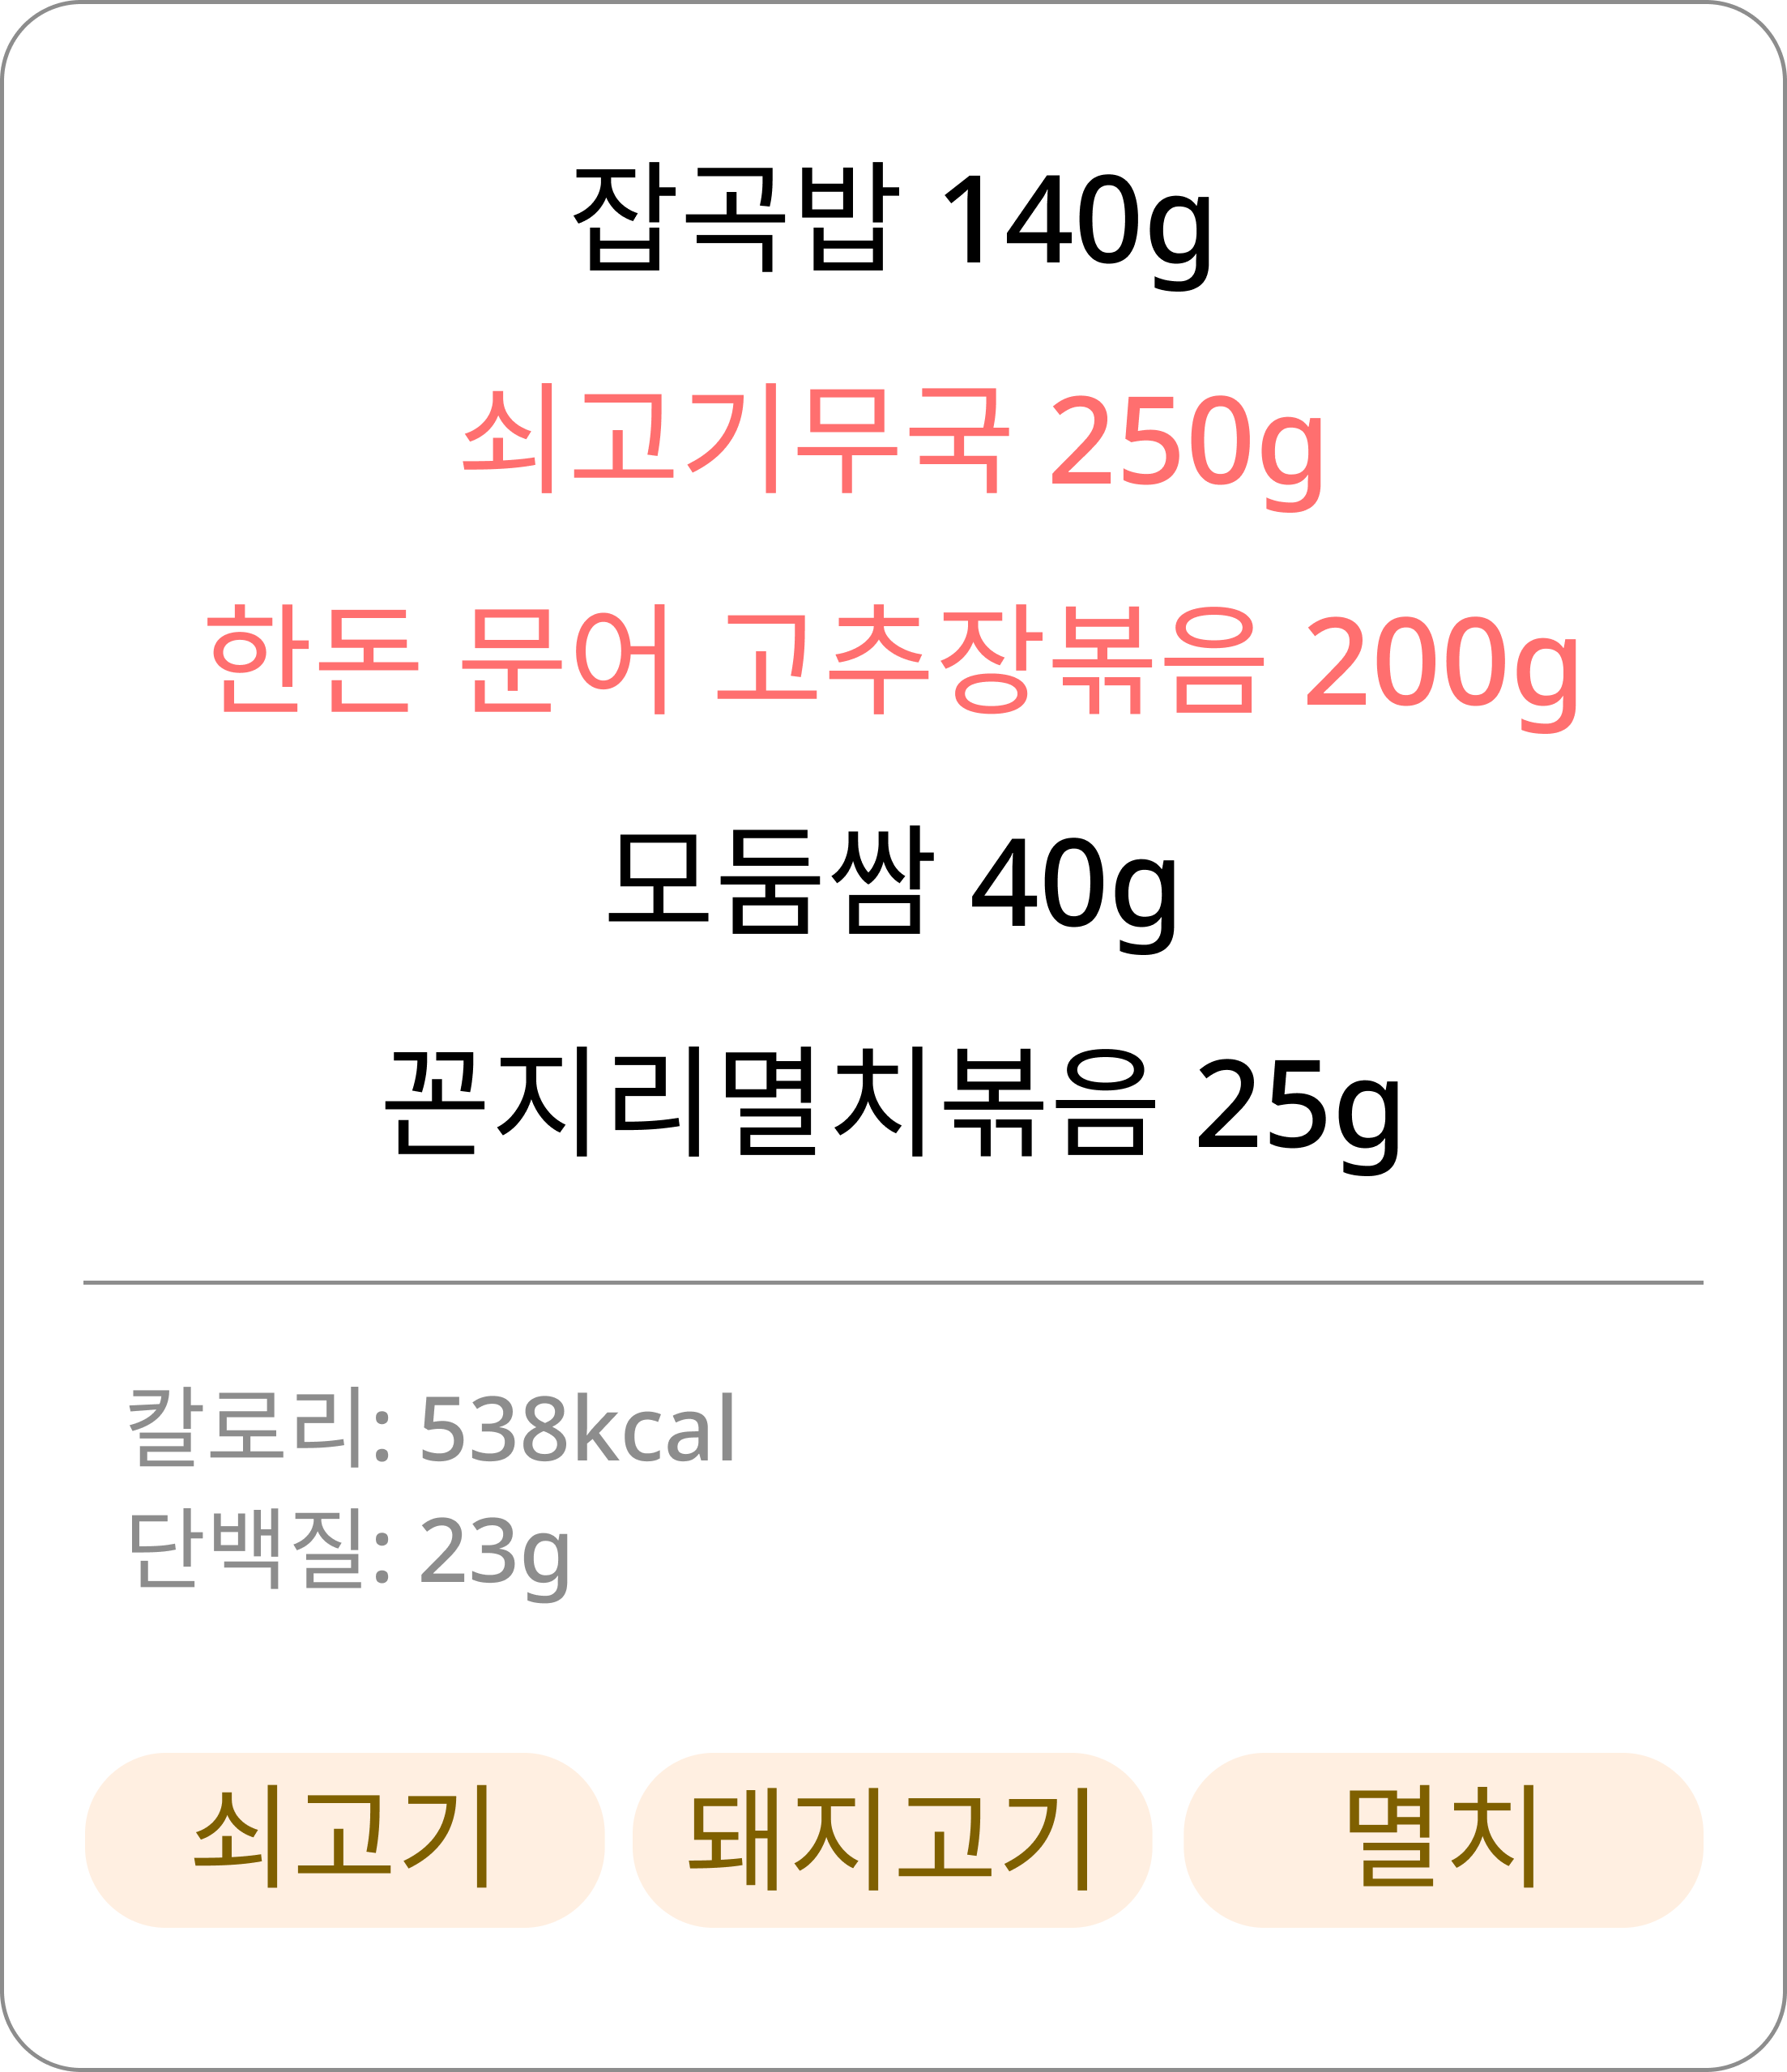 잡곡밥 140g
쇠고기무국 250g
한돈 문어 고추장볶음 200g
모둠쌈 40g
꼰지리멸치볶음 25g
칼로리: 538kcal
단백질: 23g
쇠고기 돼지고기 멸치